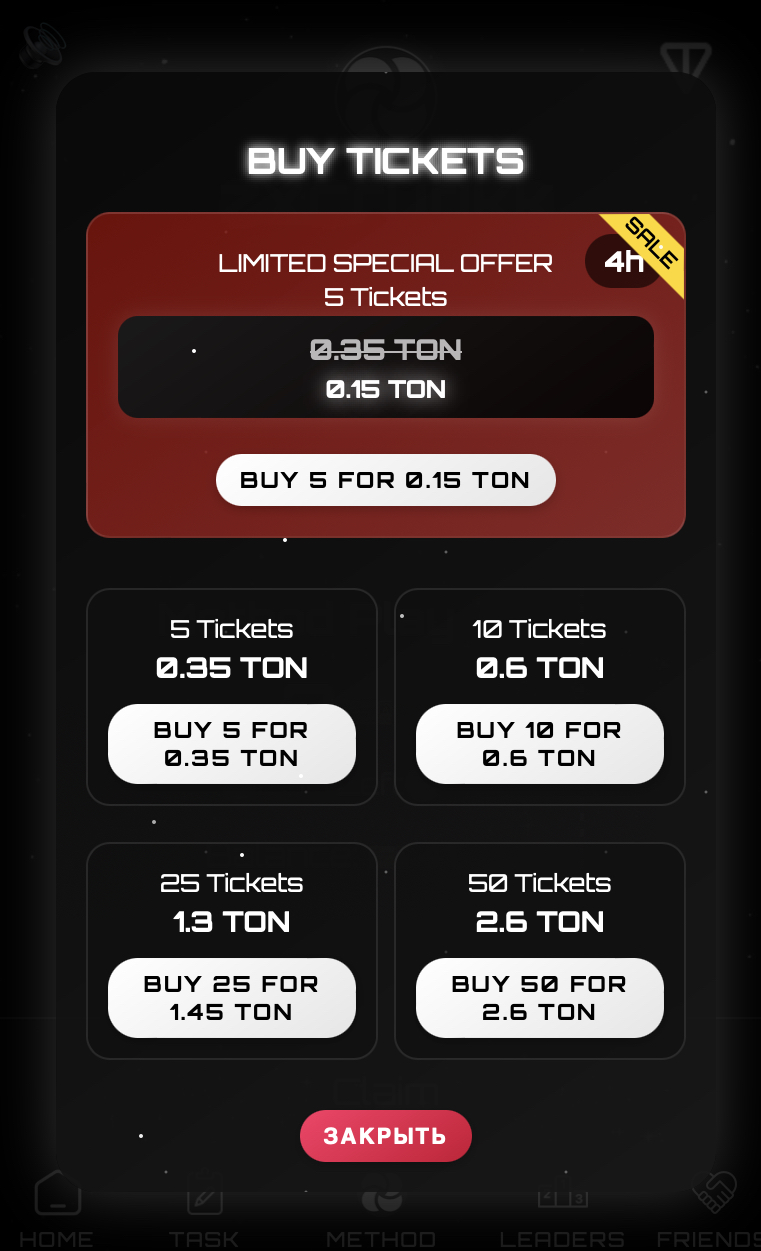 BUY TICKETS
SALE
LIMITED SPECIAL OFFER
4h
5 Tickets
0.35 TON
0.15 TON
BUY 5 FOR 0.15 TON
5 Tickets
0.35 TON
BUY 5 FOR
0.35 TON
10 Tickets
0.6 TON
BUY 10 FOR
0.6 TON
25 Tickets
1.3 TON
BUY 25 FOR
1.45 TON
50 Tickets
2.6 TON
BUY 50 FOR
2.6 TON
Claim
ЗАКРЫТЬ
HOME
TASK
METHOD
LEADERS
FRIENDS